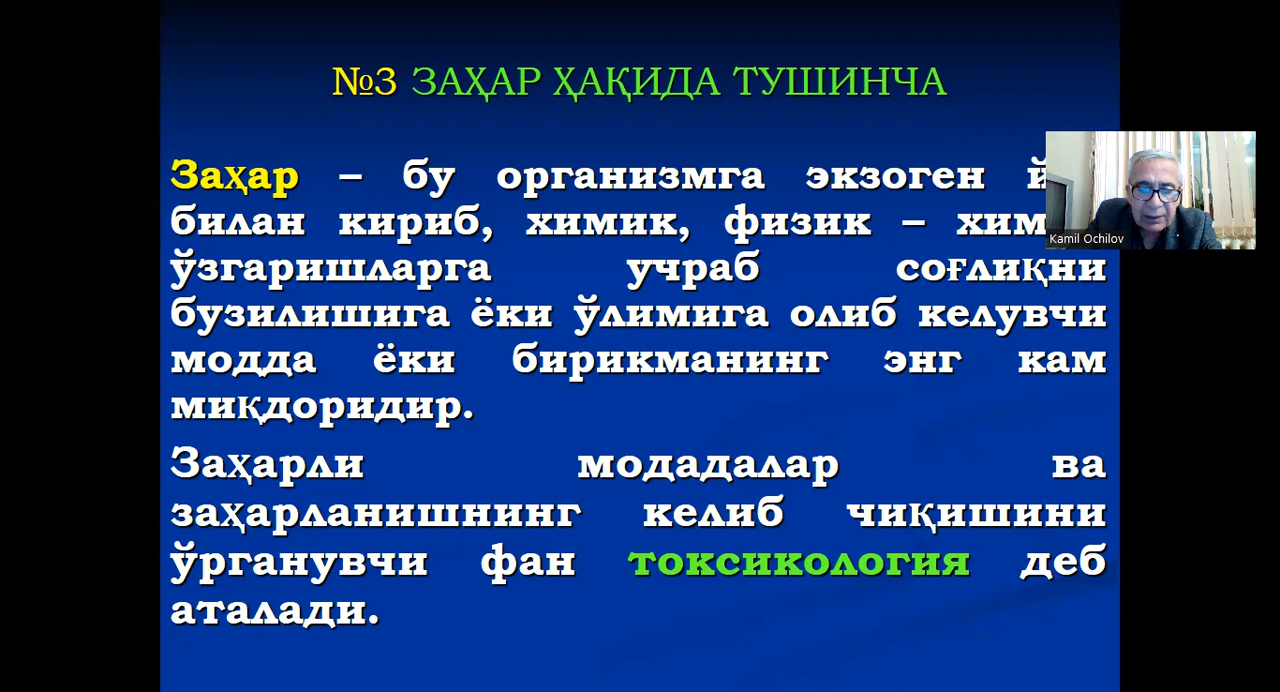 №3 ЗАҲАР ҲАҚИДА ТУШИНЧА
Заҳар – бу организмга экзоген
билан кириб, химик, физик –
ўзгаришларга учраб соғлиқни
бузилишига ёки ўлимига олиб келувчи
модда ёки бирикманинг энг кам
миқдоридир.
Заҳарли модадалар ва
заҳарланишнинг келиб чиқишини
ўрганувчи фан токсикология деб
аталади.
Kamil Ochilov